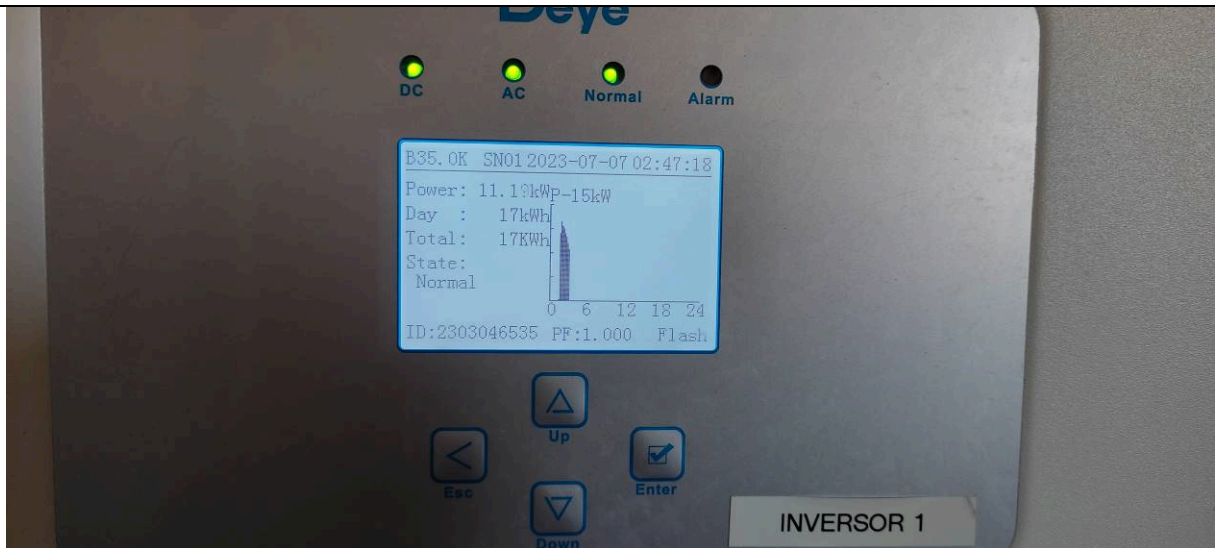 Deye
DC AC Normal Alarm
B35.0K SN01 2023-07-07 02:47:18
Power: P-15kW
Day : 17kWh
Total: 17KWh
State:
Normal
0 6 12 18 24
ID:2303046535 PF:1.000 Flash
Up
Esc
Enter
Down
INVERSOR 1